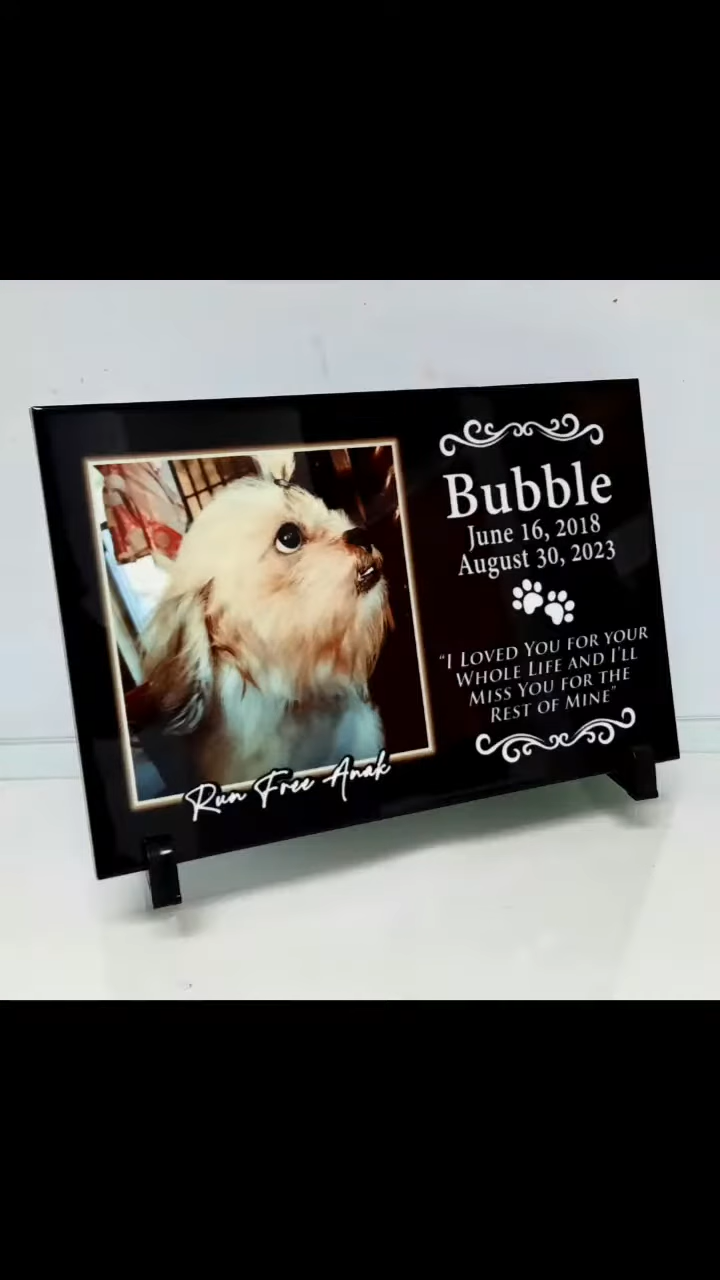 Bubble
June 16, 2018
August 30, 2023
"I Loved You for your
Whole Life and I'll
Miss You for the
Rest of Mine"
Run Free Anak